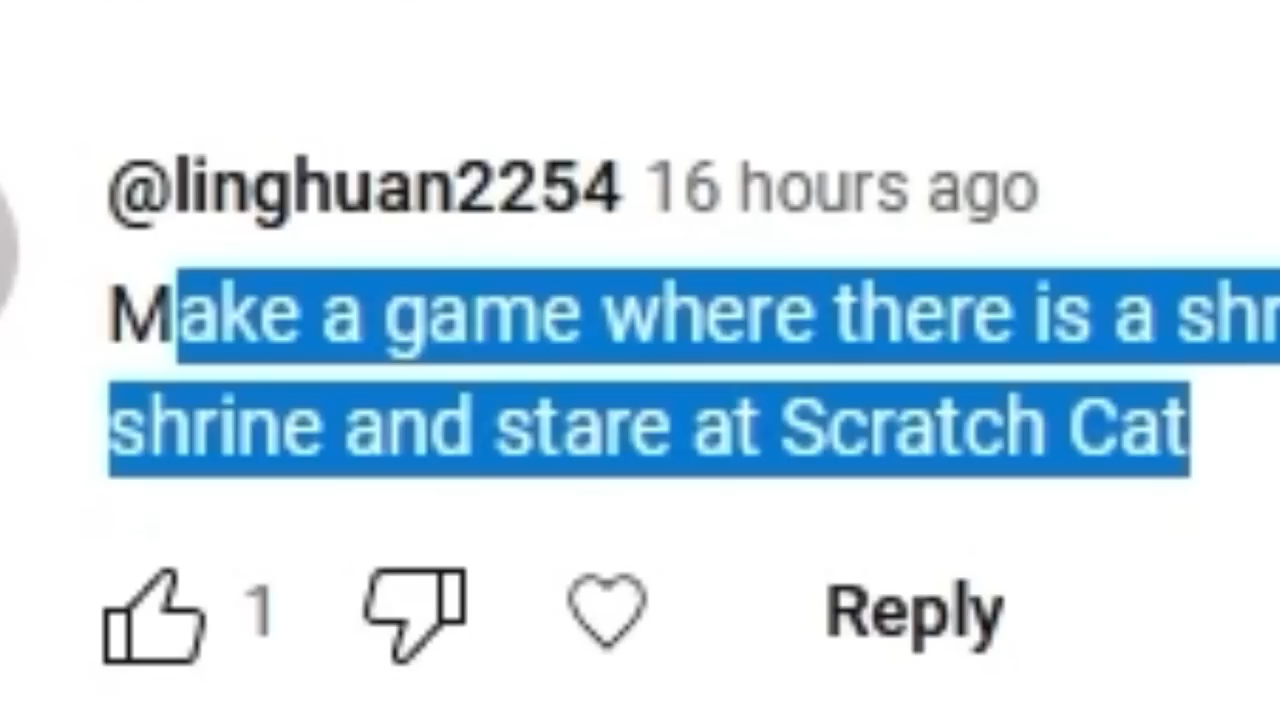 @linghuan2254 16 hours ago
Make a game where there is a
shrine and stare at Scratch Cat
1
Reply